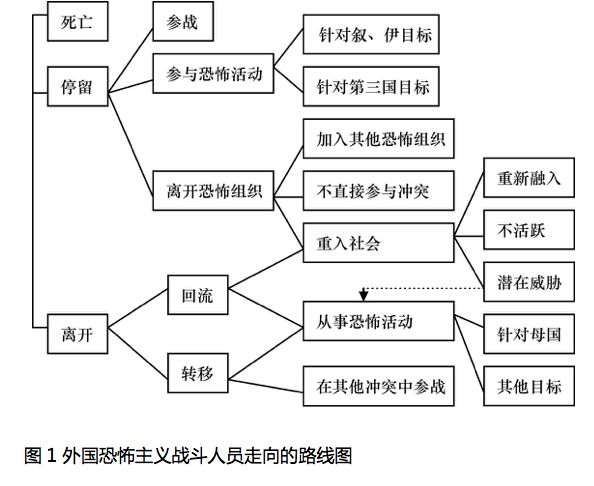 死亡
参战
针对叙、伊目标
停留
参与恐怖活动
针对第三国目标
加入其他恐怖组织
离开恐怖组织
不直接参与冲突
重新融入
重入社会
不活跃
回流
潜在威胁
离开
从事恐怖活动
针对母国
转移
在其他冲突中参战
其他目标
图 1 外国恐怖主义战斗人员走向的路线图